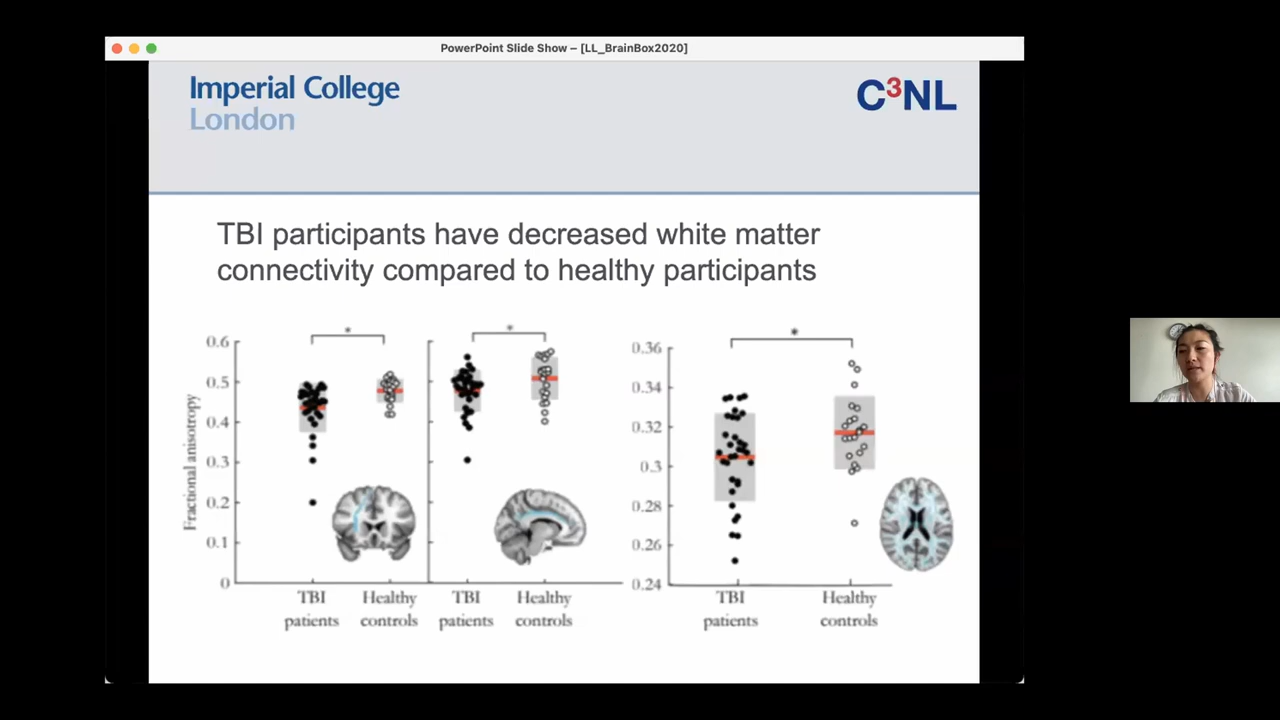 PowerPoint Slide Show – [LL_BrainBox2020]
Imperial College
London
C³NL
TBI participants have decreased white matter
connectivity compared to healthy participants
Fractional anisotropy
0.6
0.5
0.4
0.3
0.2
0.1
0
*
TBI
patients
Healthy
controls
*
TBI
patients
Healthy
controls
0.36
0.34
0.32
0.3
0.28
0.26
0.24
*
TBI
patients
Healthy
controls